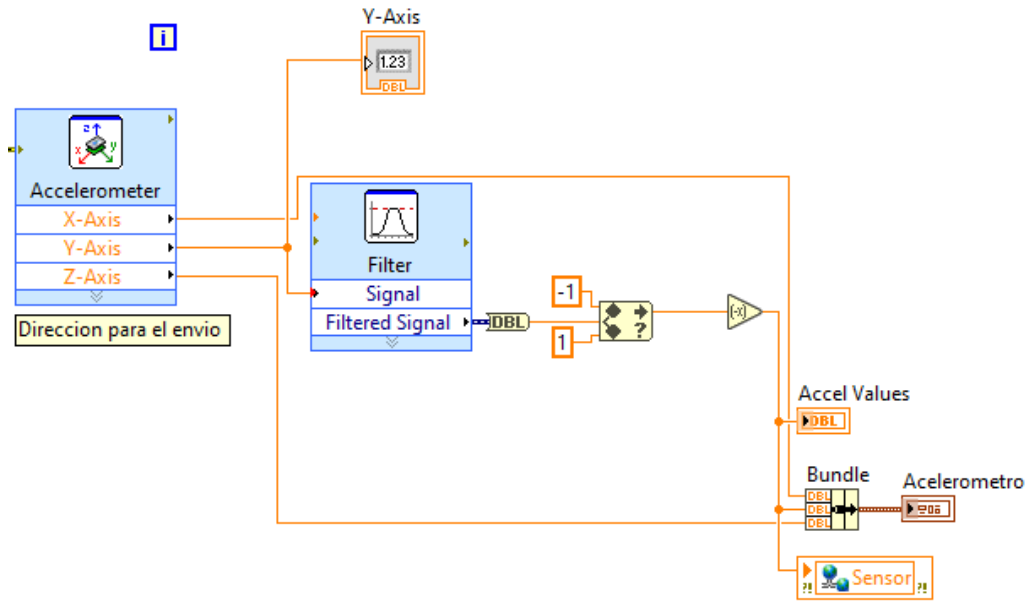 Y-Axis
i
1.23
DBL
z
x
y
Accelerometer
X-Axis
Y-Axis
Z-Axis
Direccion para el envio
Filter
Signal
Filtered Signal
DBL
-1
1
?
(-x)
Accel Values
DBL
Bundle
Acelerometro
DBL
DBL
DBL
?!
Sensor
?!